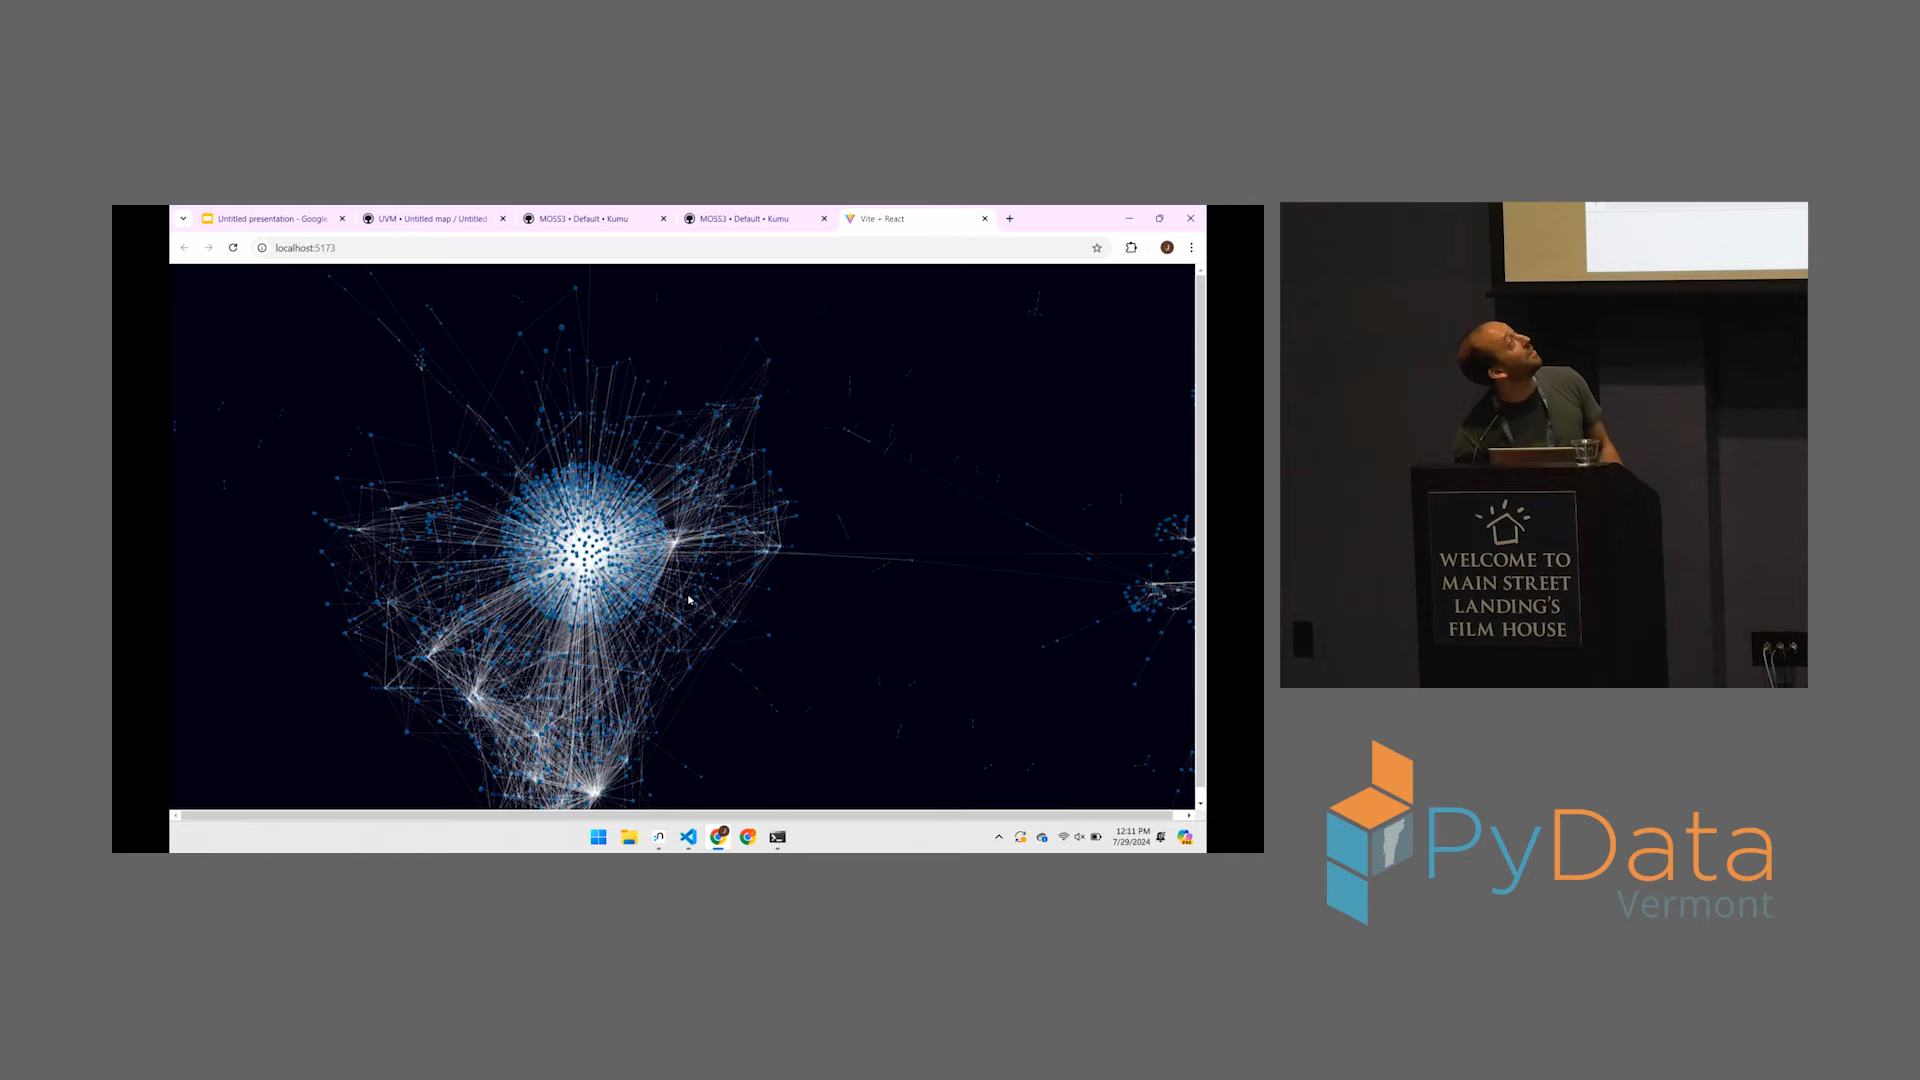 Untitled presentation - Google
UVM • Untitled map / Untitled
MOSS3 • Default • Kumu
MOSS3 • Default • Kumu
Vite + React
localhost:5173
J
12:11 PM
7/29/2024
WELCOME TO
MAIN STREET
LANDING'S
FILM HOUSE
PyData
Vermont